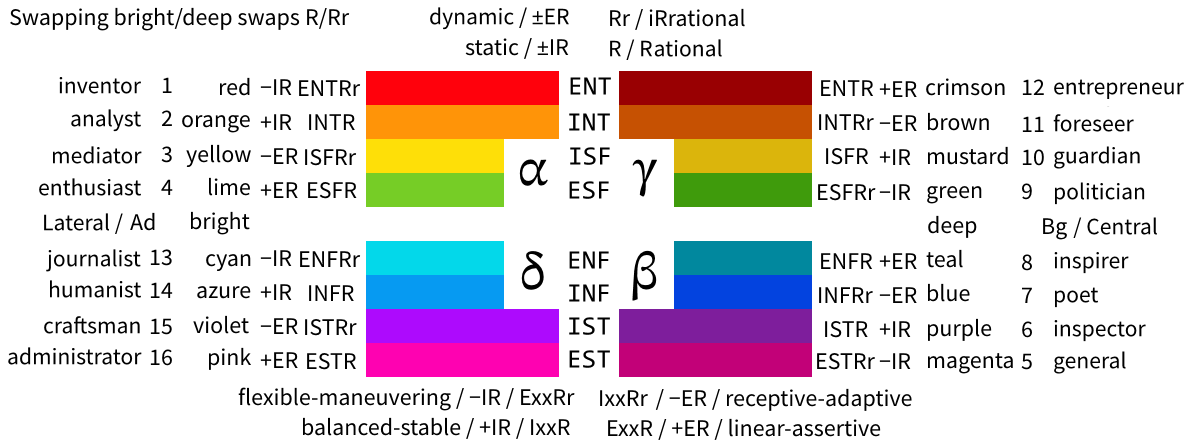 Swapping bright/deep swaps R/Rr dynamic / ±ER Rr / iRrational
static / ±IR R / Rational
inventor 1 red −IR ENTRr ENT ENTR +ER crimson 12 entrepreneur
analyst 2 orange +IR INTR INT INTRr −ER brown 11 foreseer
mediator 3 yellow −ER ISFRr α ISF γ ISFR +IR mustard 10 guardian
enthusiast 4 lime +ER ESFR ESF ESFRr −IR green 9 politician
Lateral / Ad bright deep Bg / Central
journalist 13 cyan −IR ENFRr δ ENF β ENFR +ER teal 8 inspirer
humanist 14 azure +IR INFR INF INFRr −ER blue 7 poet
craftsman 15 violet −ER ISTRr IST ISTR +IR purple 6 inspector
administrator 16 pink +ER ESTR EST ESTRr −IR magenta 5 general
flexible-maneuvering / −IR / ExxRr IxxRr / −ER / receptive-adaptive
balanced-stable / +IR / IxxR ExxR / +ER / linear-assertive